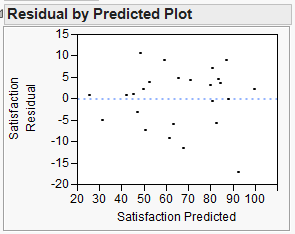 Residual by Predicted Plot
15
10
5
0
-5
-10
-15
-20
Satisfaction
Residual
20 30 40 50 60 70 80 90 100
Satisfaction Predicted